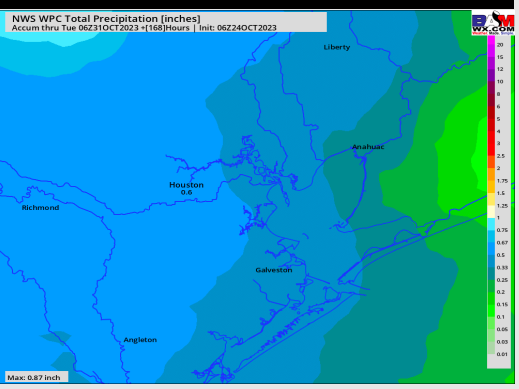 NWS WPC Total Precipitation [inches]
Accum thru Tue 06Z31OCT2023 +[168]Hours | Init: 06Z24OCT2023
BAM
WX.COM
Liberty
Anahuac
Houston
0.6
Richmond
Galveston
Angleton
Max: 0.87 inch
20
15
12
10
8
6
5
4
3
2.5
2
1.75
1.5
1.25
1
0.75
0.67
0.5
0.33
0.25
0.2
0.15
0.1
0.05
0.03
0.01